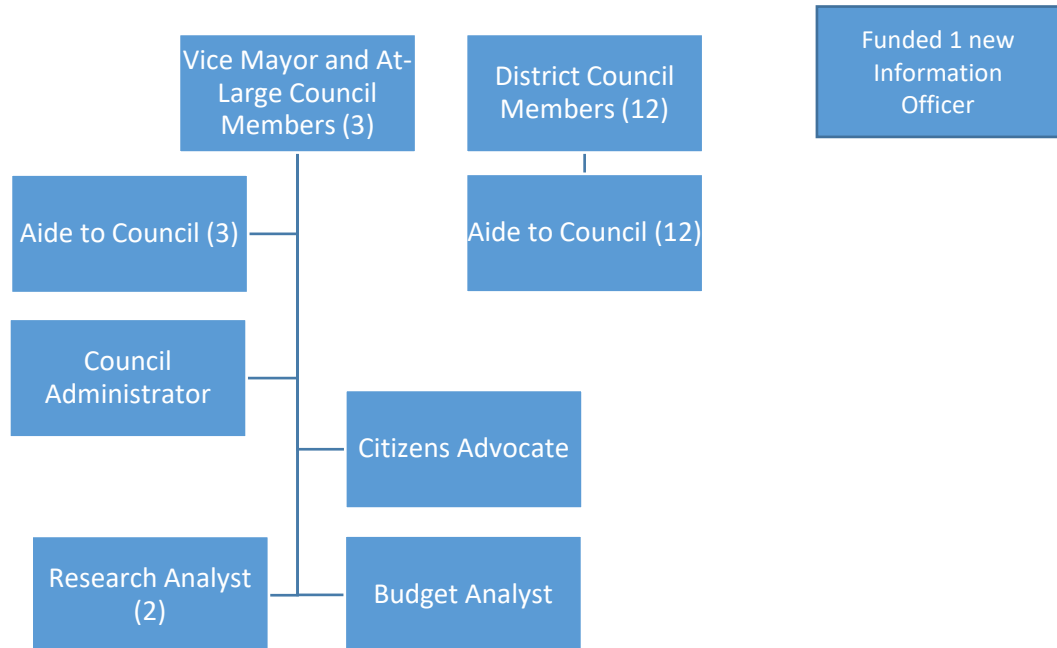 Vice Mayor and At-
Large Council
Members (3)
District Council
Members (12)
Funded 1 new
Information
Officer
Aide to Council (3)
Aide to Council (12)
Council
Administrator
Citizens Advocate
Research Analyst
(2)
Budget Analyst